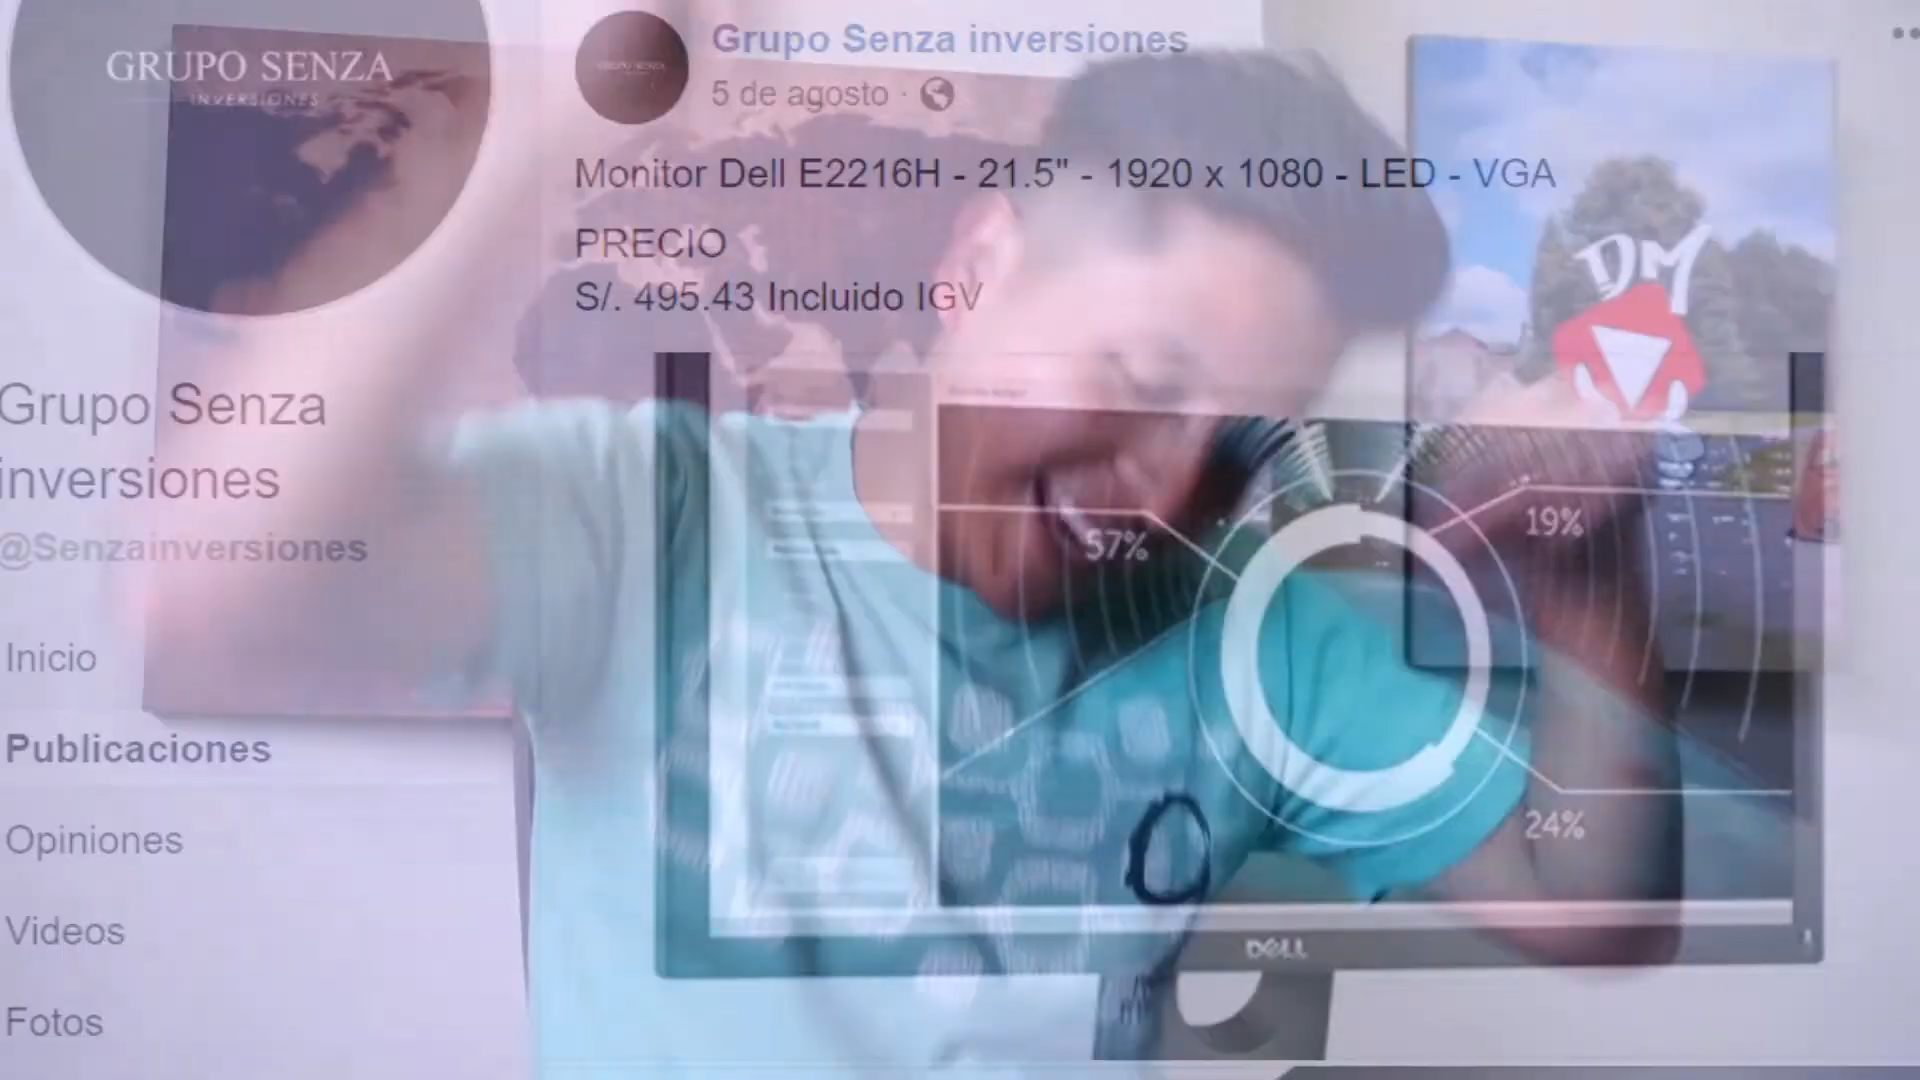 GRUPO SENZA
INVERSIONES
Grupo Senza
inversiones
@Senzainversiones
Inicio
Publicaciones
Opiniones
Videos
Fotos
Grupo Senza inversiones
5 de agosto ·
Monitor Dell E2216H - 21.5" - 1920 x 1080 - LED - VGA
PRECIO
S/. 495.43 Incluido IGV
DM
57%
19%
24%
DELL